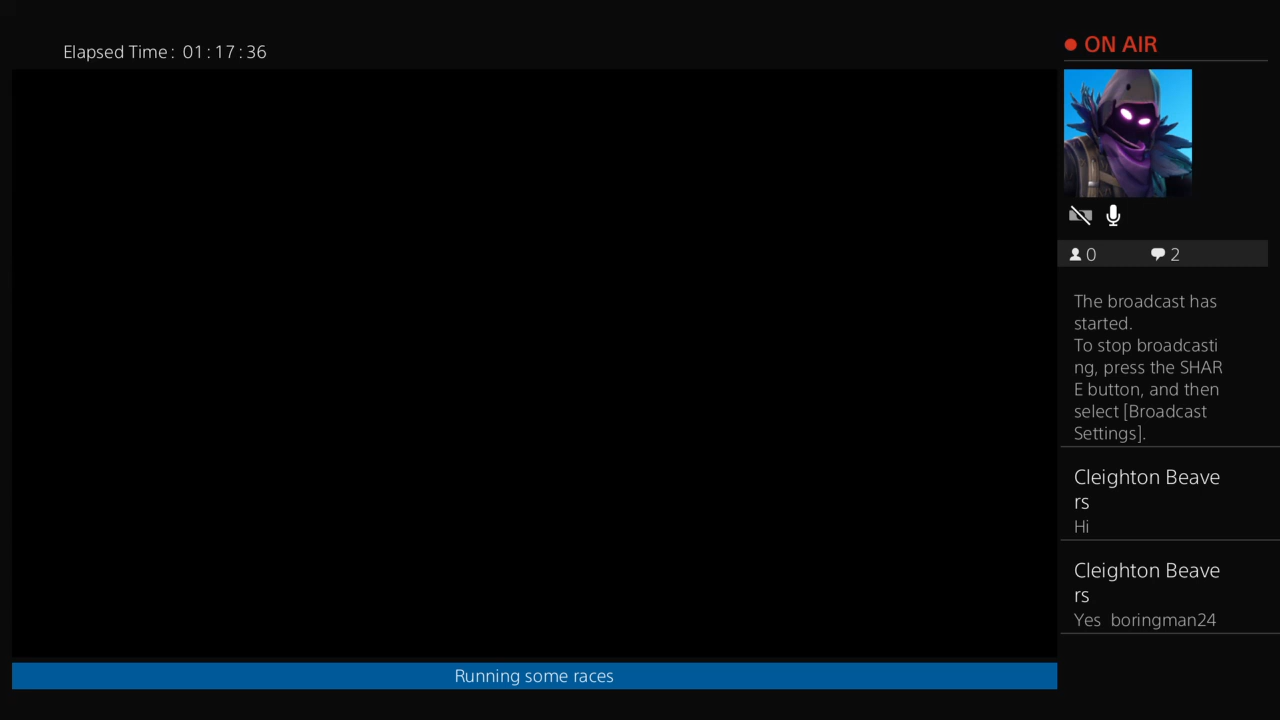 Elapsed Time: 01:17:36
ON AIR
0 2
The broadcast has
started.
To stop broadcasti
ng, press the SHAR
E button, and then
select [Broadcast
Settings].
Cleighton Beave
rs
Hi
Cleighton Beave
rs
Yes boringman24
Running some races